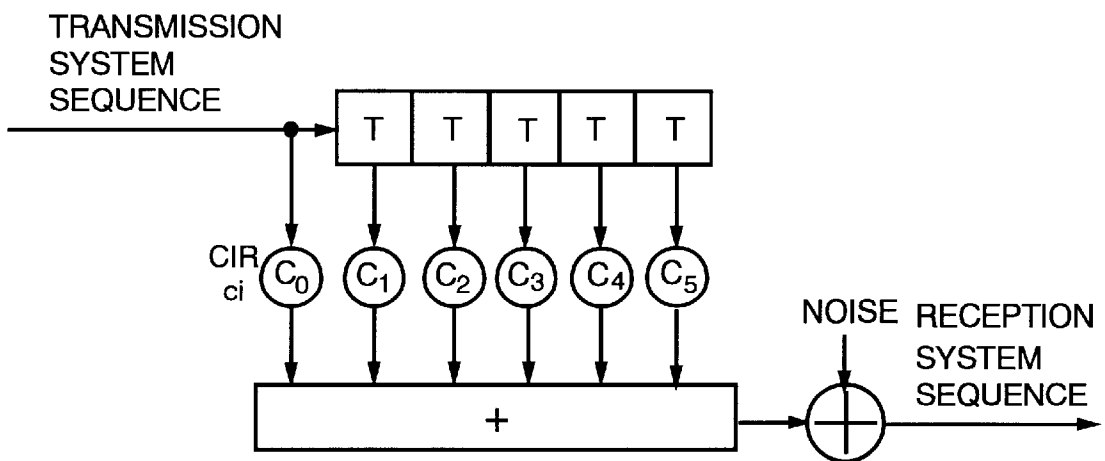 TRANSMISSION
SYSTEM
SEQUENCE
T T T T T
CIR
ci
C0 C1 C2 C3 C4 C5
NOISE
RECEPTION
SYSTEM
SEQUENCE
+